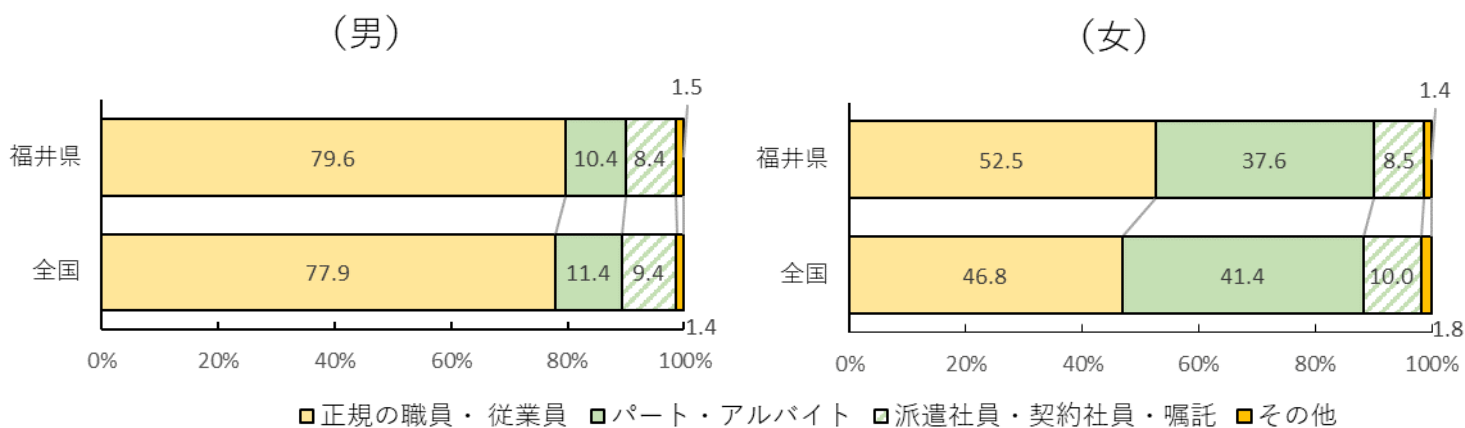 （男）
1.5
福井県 79.6 10.4 8.4
全国 77.9 11.4 9.4
1.4
0% 20% 40% 60% 80% 100%
（女）
1.4
福井県 52.5 37.6 8.5
全国 46.8 41.4 10.0
1.8
0% 20% 40% 60% 80% 100%
正規の職員・ 従業員 パート・アルバイト 派遣社員・契約社員・嘱託 その他